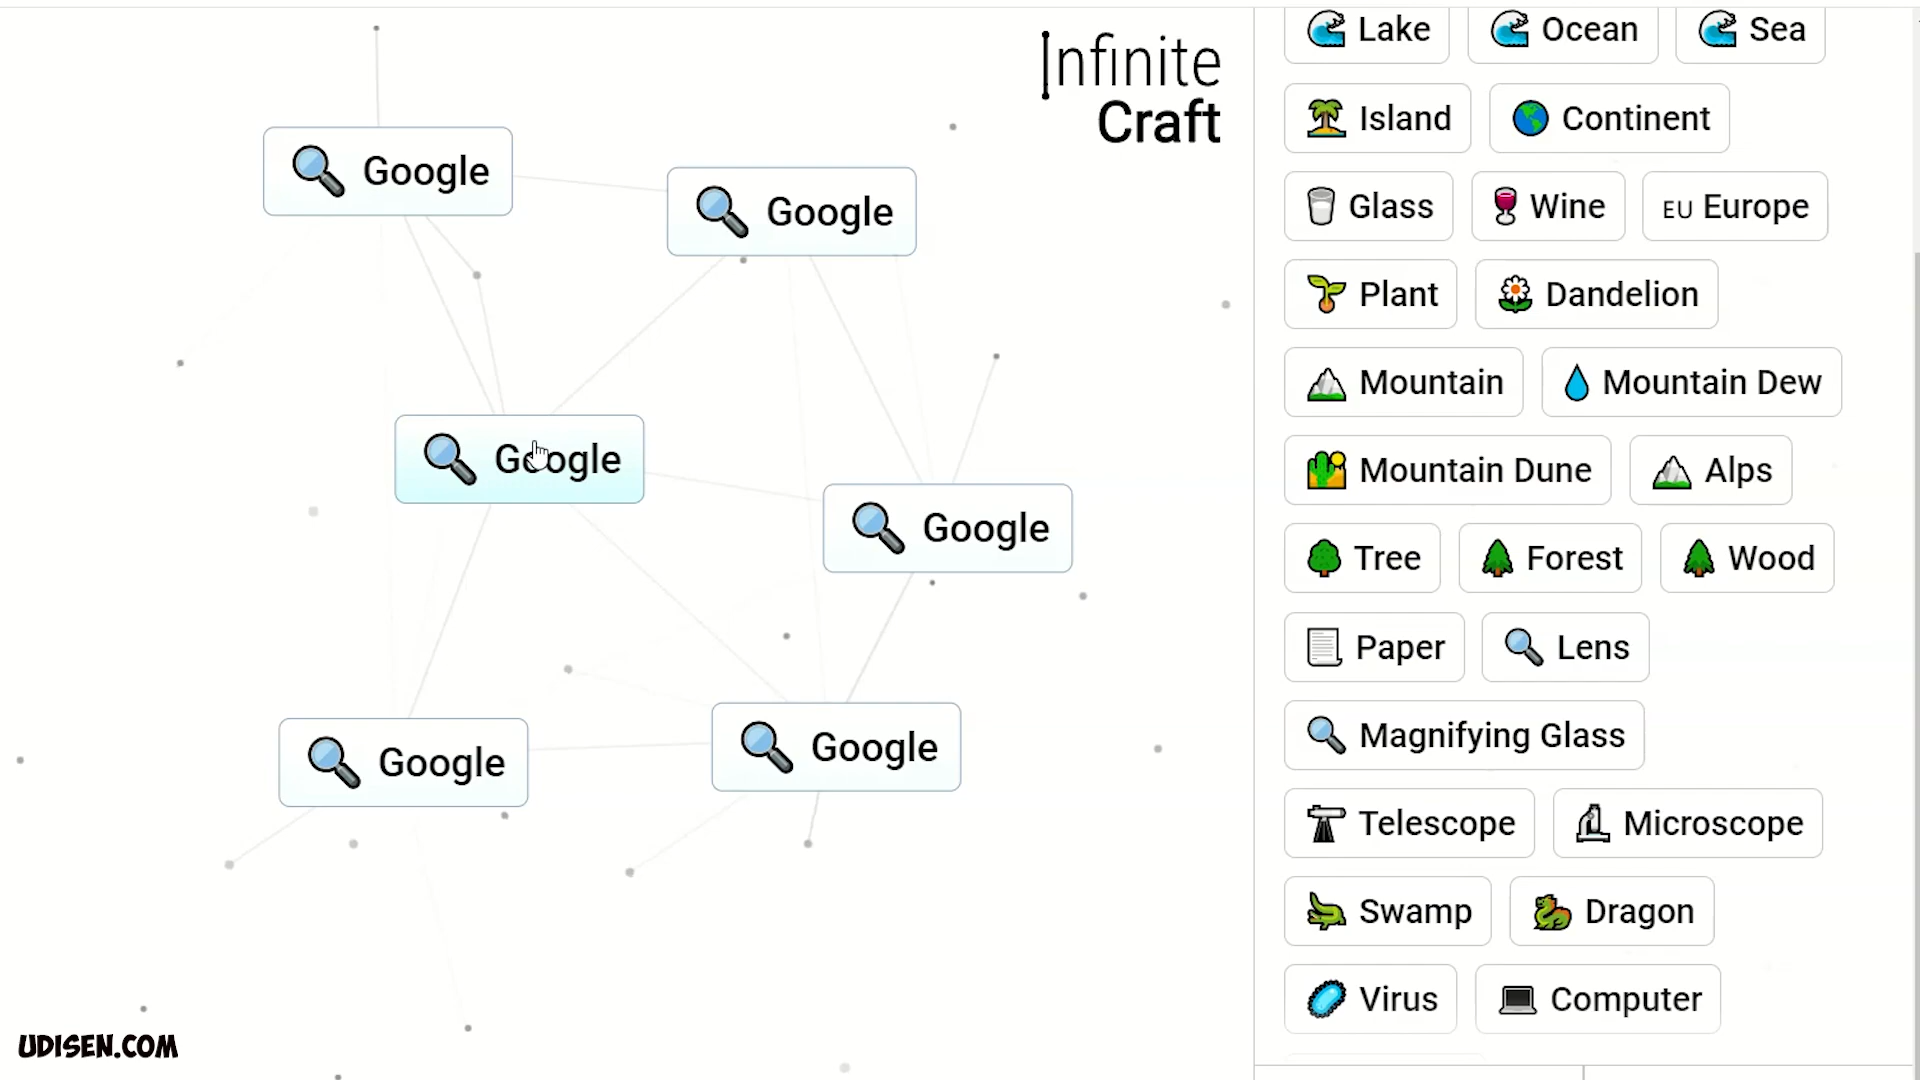 Infinite
Craft
Google
Google
Google
Google
Google
Google
Lake Ocean Sea
Island Continent
Glass Wine EU Europe
Plant Dandelion
Mountain Mountain Dew
Mountain Dune Alps
Tree Forest Wood
Paper Lens
Magnifying Glass
Telescope Microscope
Swamp Dragon
Virus Computer
UDISEN.COM